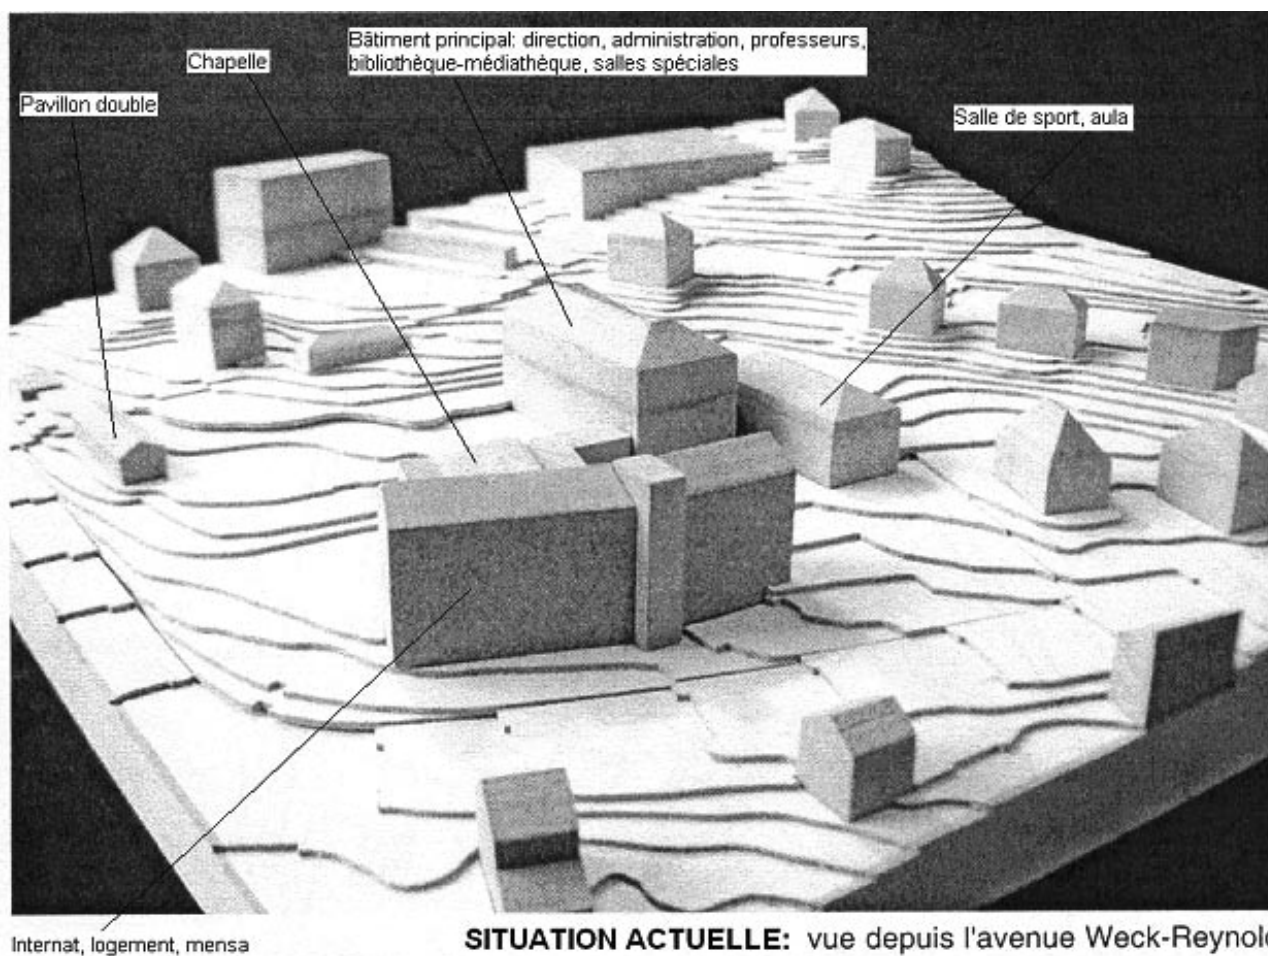 Bâtiment principal: direction, administration, professeurs,
bibliothèque-médiathèque, salles spéciales
Chapelle
Pavillon double
Salle de sport, aula
Internat, logement, mensa
SITUATION ACTUELLE: vue depuis l'avenue Weck-Reynold